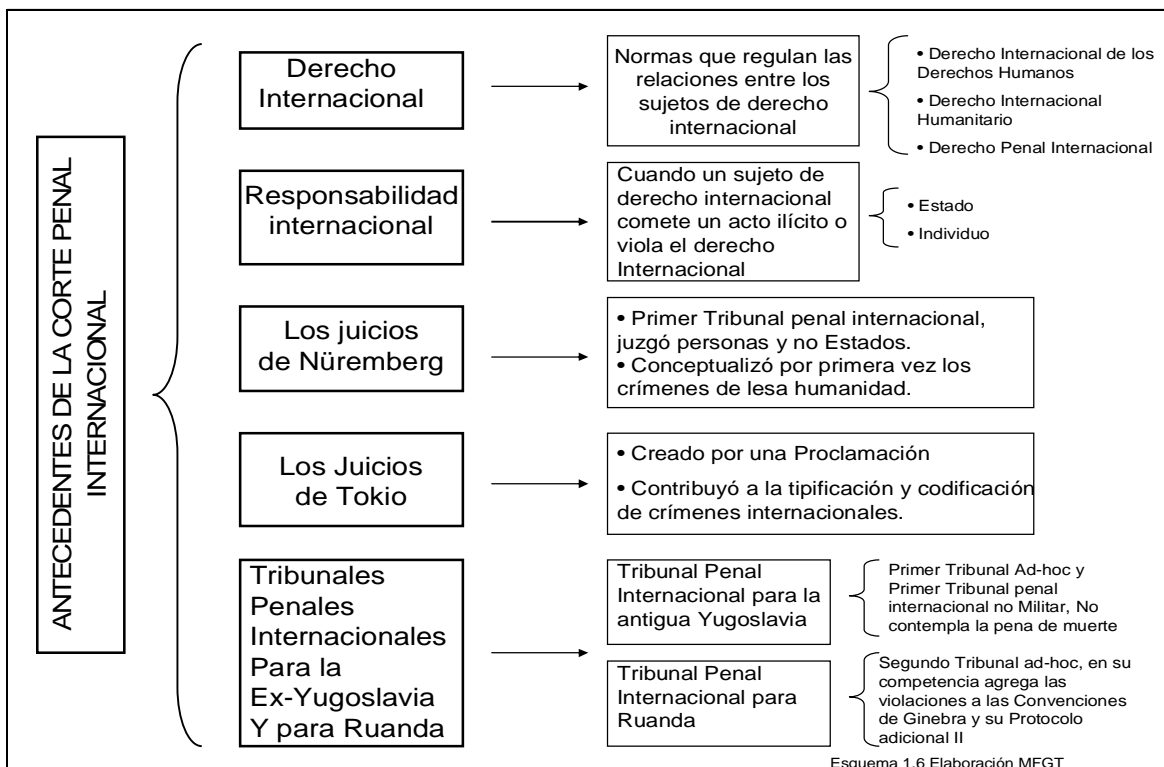 ANTECEDENTES DE LA CORTE PENAL
INTERNACIONAL
Derecho
Internacional
Normas que regulan las
relaciones entre los
sujetos de derecho
internacional
• Derecho Internacional de los
Derechos Humanos
• Derecho Internacional
Humanitario
• Derecho Penal Internacional
Responsabilidad
internacional
Cuando un sujeto de
derecho internacional
comete un acto ilícito o
viola el derecho
Internacional
• Estado
• Individuo
Los juicios
de Nüremberg
• Primer Tribunal penal internacional,
juzgó personas y no Estados.
• Conceptualizó por primera vez los
crímenes de lesa humanidad.
Los Juicios
de Tokio
• Creado por una Proclamación
• Contribuyó a la tipificación y codificación
de crímenes internacionales.
Tribunales
Penales
Internacionales
Para la
Ex-Yugoslavia
Y para Ruanda
Tribunal Penal
Internacional para la
antigua Yugoslavia
Primer Tribunal Ad-hoc y
Primer Tribunal penal
internacional no Militar, No
contempla la pena de muerte
Tribunal Penal
Internacional para
Ruanda
Segundo Tribunal ad-hoc, en su
competencia agrega las
violaciones a las Convenciones
de Ginebra y su Protocolo
adicional II
Esquema 1.6 Elaboración MFGT